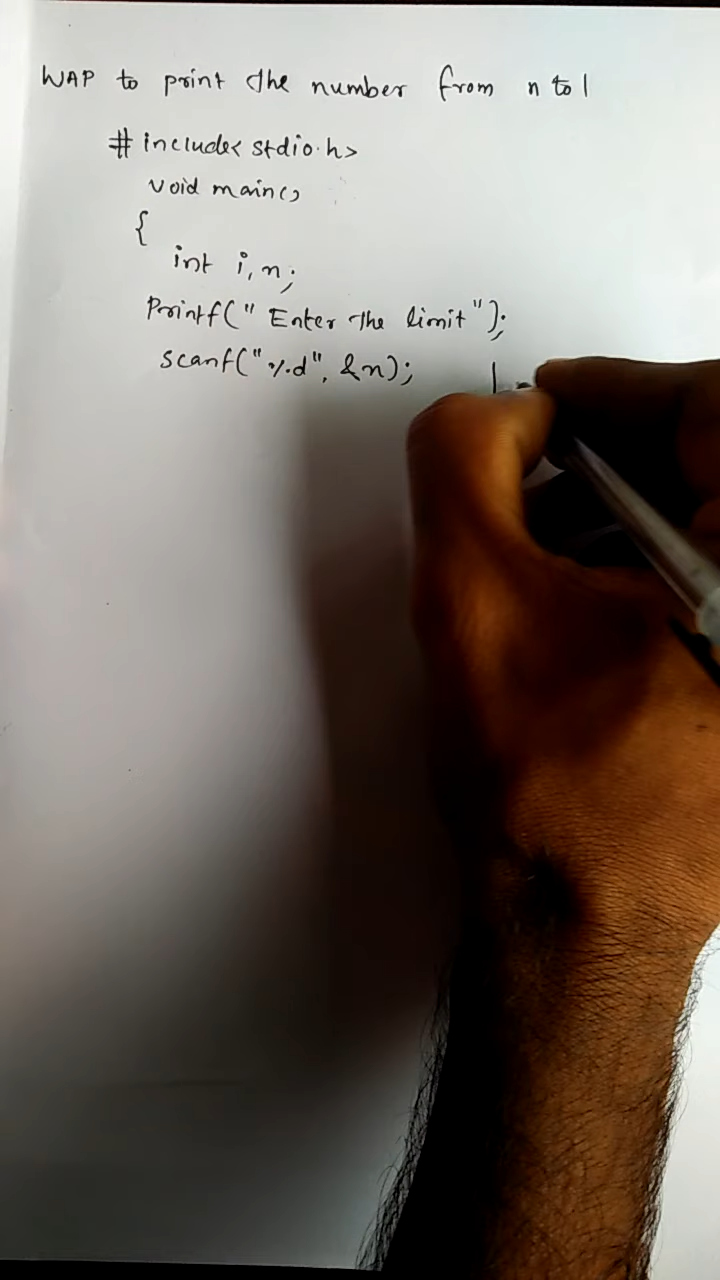 WAP to print the number from n to 1
# include< stdio.h>
void main()
{
int i, n;
Printf(" Enter the limit");
scanf("%d", &n);